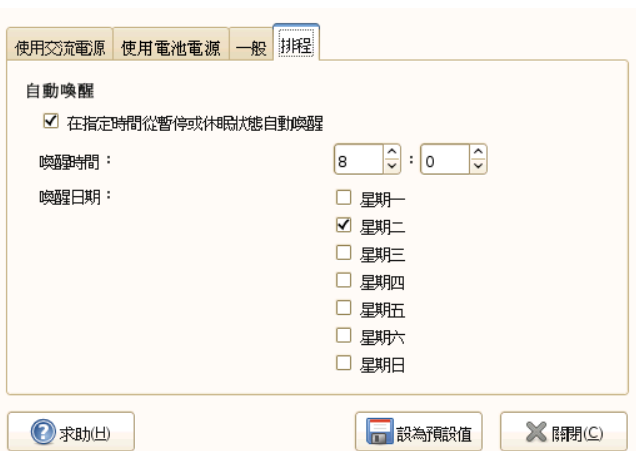 使用交流電源 使用電池電源 一般 排程
自動喚醒
在指定時間從暫停或休眠狀態自動喚醒
喚醒時間： 8 : 0
喚醒日期： 星期一
星期二
星期三
星期四
星期五
星期六
星期日
求助(H) 設為預設值 關閉(C)